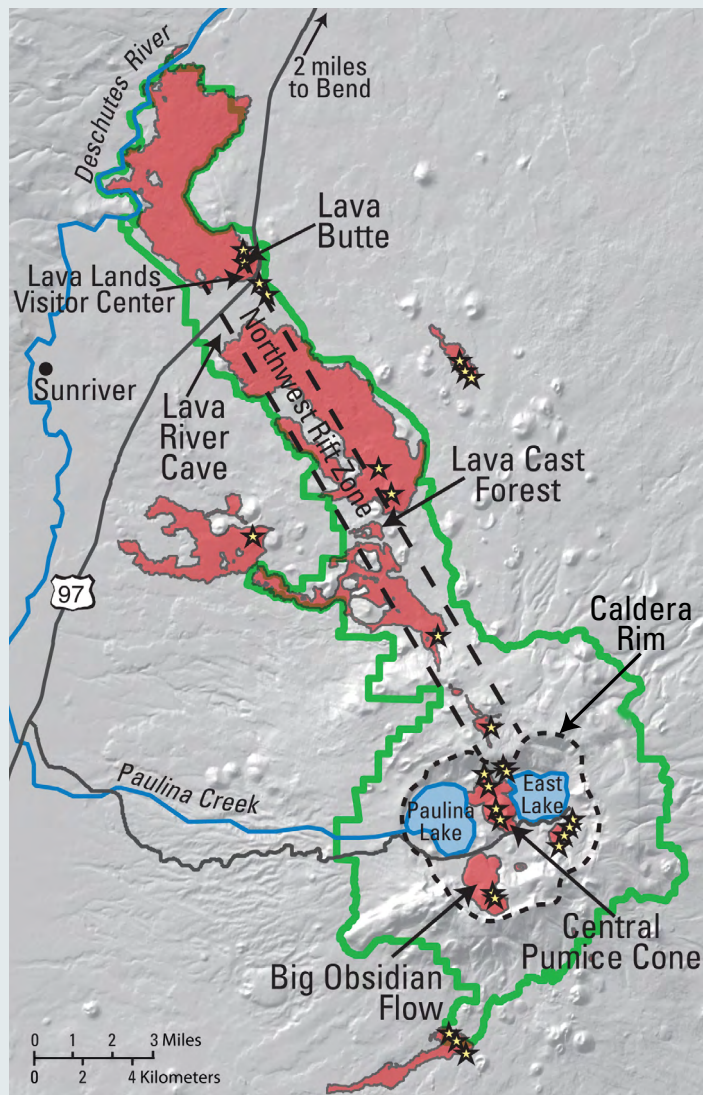 Deschutes River
2 miles
to Bend
Lava
Butte
Lava Lands
Visitor Center
Northwest Rift Zone
Sunriver
Lava
River
Cave
Lava Cast
Forest
97
Caldera
Rim
Paulina Creek
Paulina
Lake
East
Lake
Central
Pumice Cone
Big Obsidian
Flow
0 1 2 3 Miles
0 2 4 Kilometers